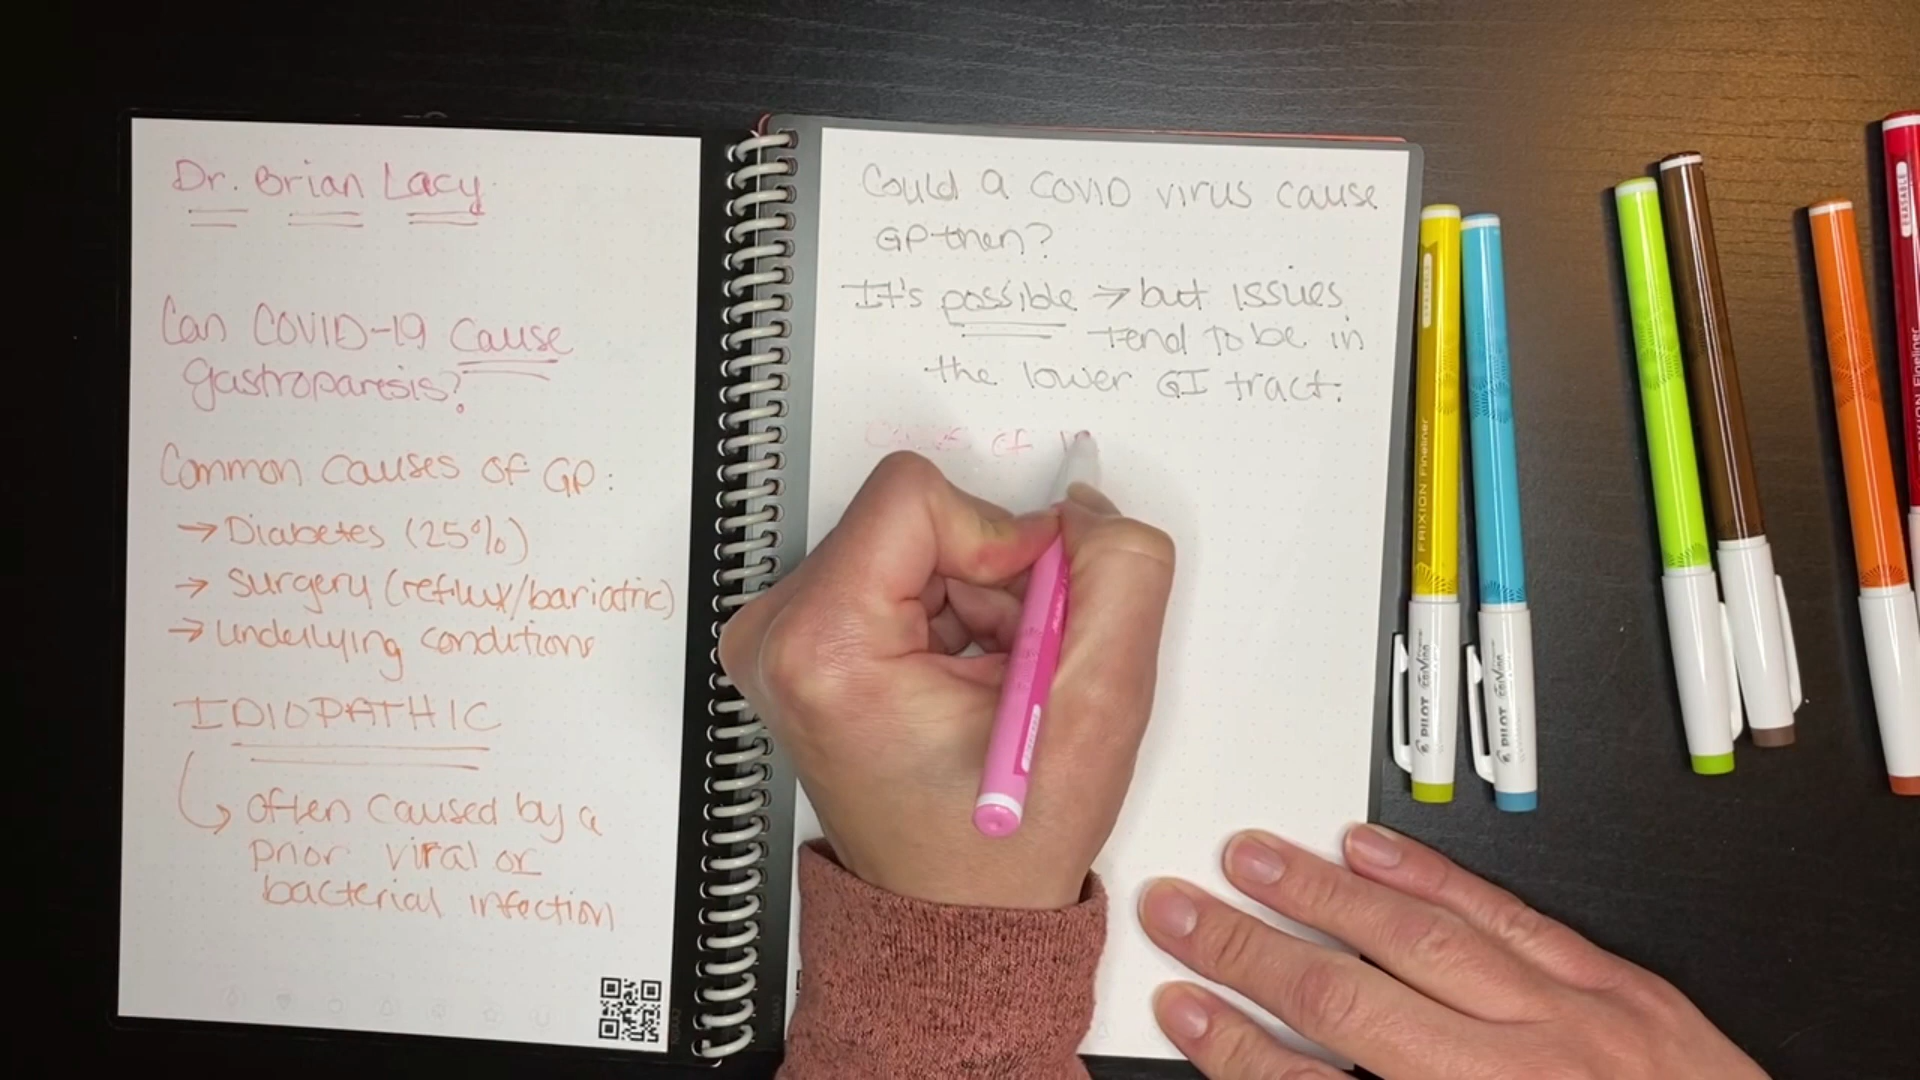 Dr. Brian Lacy
Can COVID-19 cause
gastroparesis?
Common causes of GP:
→ Diabetes (25%)
→ surgery (reflux/bariatric)
→ underlying conditions
IDIOPATHIC
often caused by a
prior viral or
bacterial infection
Could a COVID virus cause
GP then?
It's possible → but issues
tend to be in
the lower GI tract.
of
FRIXION Fineliner
PILOT
PILOT
ERASABLE
Fineliner